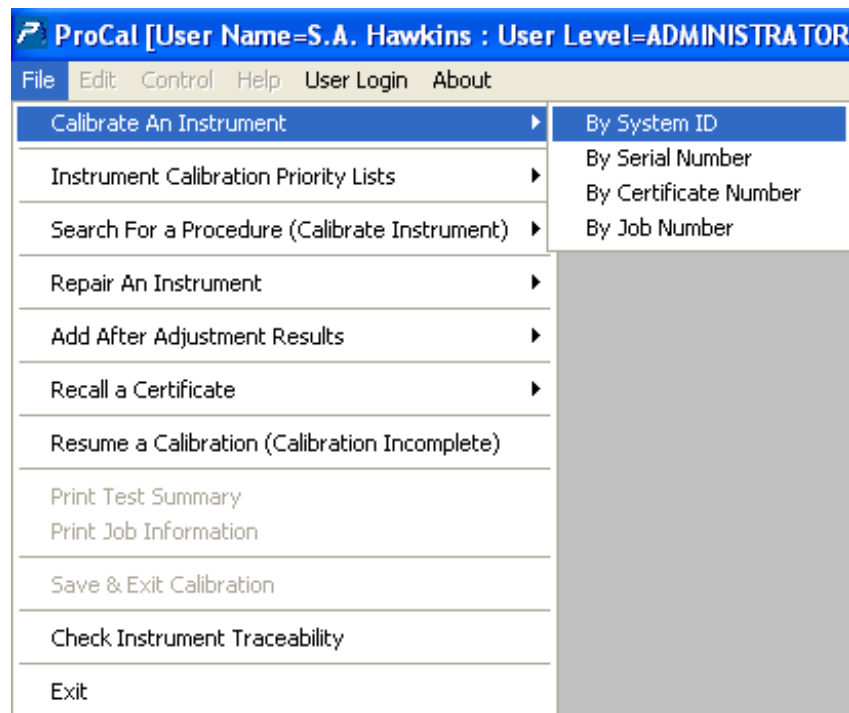 ProCal [User Name=S.A. Hawkins : User Level=ADMINISTRATOR
File Edit Control Help User Login About
Calibrate An Instrument
By System ID
By Serial Number
By Certificate Number
By Job Number
Instrument Calibration Priority Lists
Search For a Procedure (Calibrate Instrument)
Repair An Instrument
Add After Adjustment Results
Recall a Certificate
Resume a Calibration (Calibration Incomplete)
Print Test Summary
Print Job Information
Save & Exit Calibration
Check Instrument Traceability
Exit